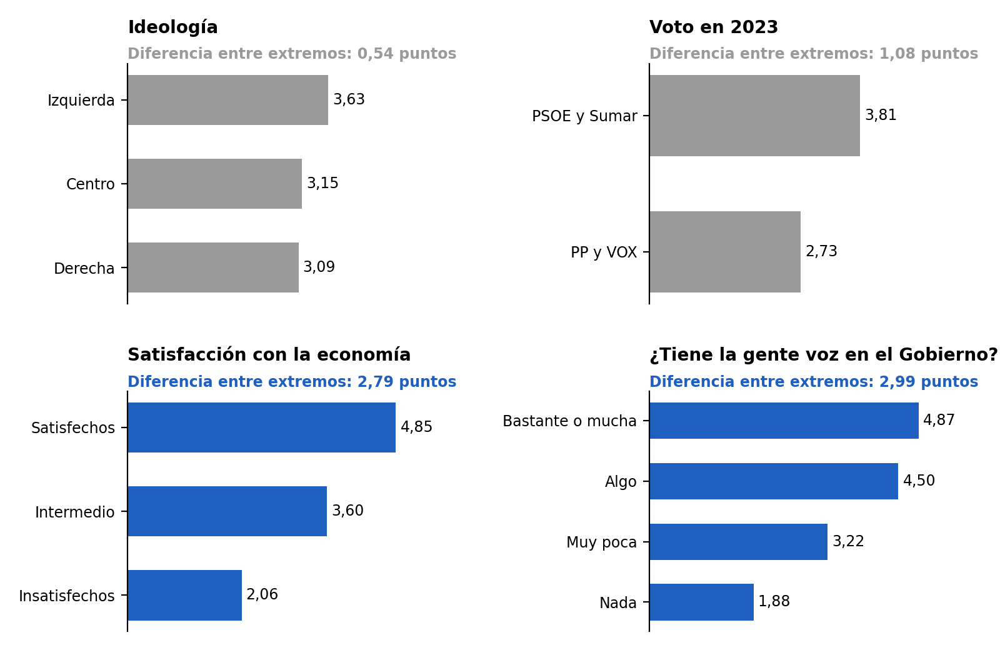 Ideología
Diferencia entre extremos: 0,54 puntos
Izquierda 3,63
Centro 3,15
Derecha 3,09
Voto en 2023
Diferencia entre extremos: 1,08 puntos
PSOE y Sumar 3,81
PP y VOX 2,73
Satisfacción con la economía
Diferencia entre extremos: 2,79 puntos
Satisfechos 4,85
Intermedio 3,60
Insatisfechos 2,06
¿Tiene la gente voz en el Gobierno?
Diferencia entre extremos: 2,99 puntos
Bastante o mucha 4,87
Algo 4,50
Muy poca 3,22
Nada 1,88